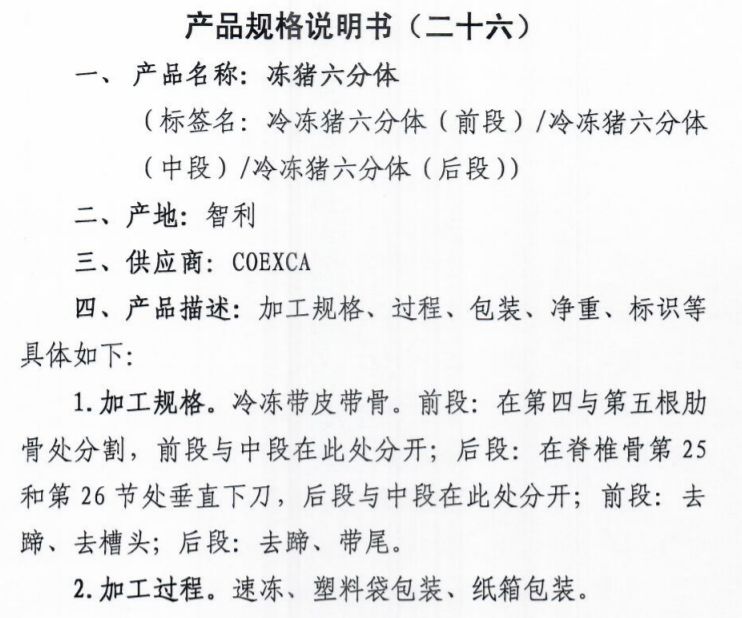 产品规格说明书（二十六）
一、产品名称：冻猪六分体
（标签名：冷冻猪六分体（前段）/冷冻猪六分体
（中段）/冷冻猪六分体（后段））
二、产地：智利
三、供应商：COEXCA
四、产品描述：加工规格、过程、包装、净重、标识等
具体如下：
1.加工规格。冷冻带皮带骨。前段：在第四与第五根肋
骨处分割，前段与中段在此处分开；后段：在脊椎骨第 25
和第 26 节处垂直下刀，后段与中段在此处分开；前段：去
蹄、去槽头；后段：去蹄、带尾。
2.加工过程。速冻、塑料袋包装、纸箱包装。